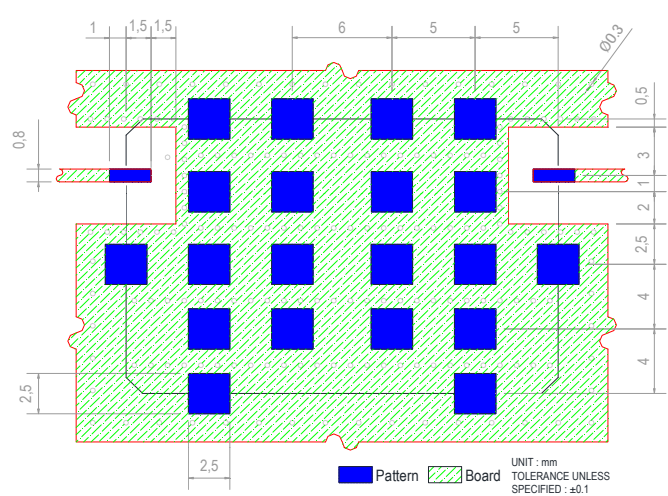 1
1,5
1,5
6
5
5
Ø0.3
0,5
0,8
3
1
2
2,5
4
4
2,5
2,5
Pattern
Board
UNIT : mm
TOLERANCE UNLESS
SPECIFIED : ±0.1